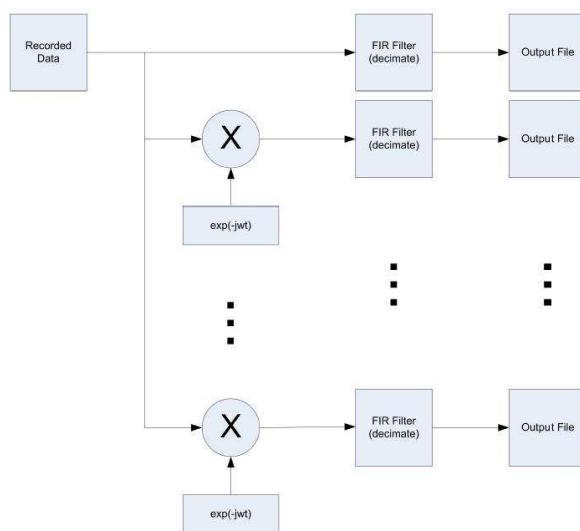 Recorded
Data
FIR Filter
(decimate)
Output File
X
FIR Filter
(decimate)
Output File
exp(-jwt)
X
FIR Filter
(decimate)
Output File
exp(-jwt)